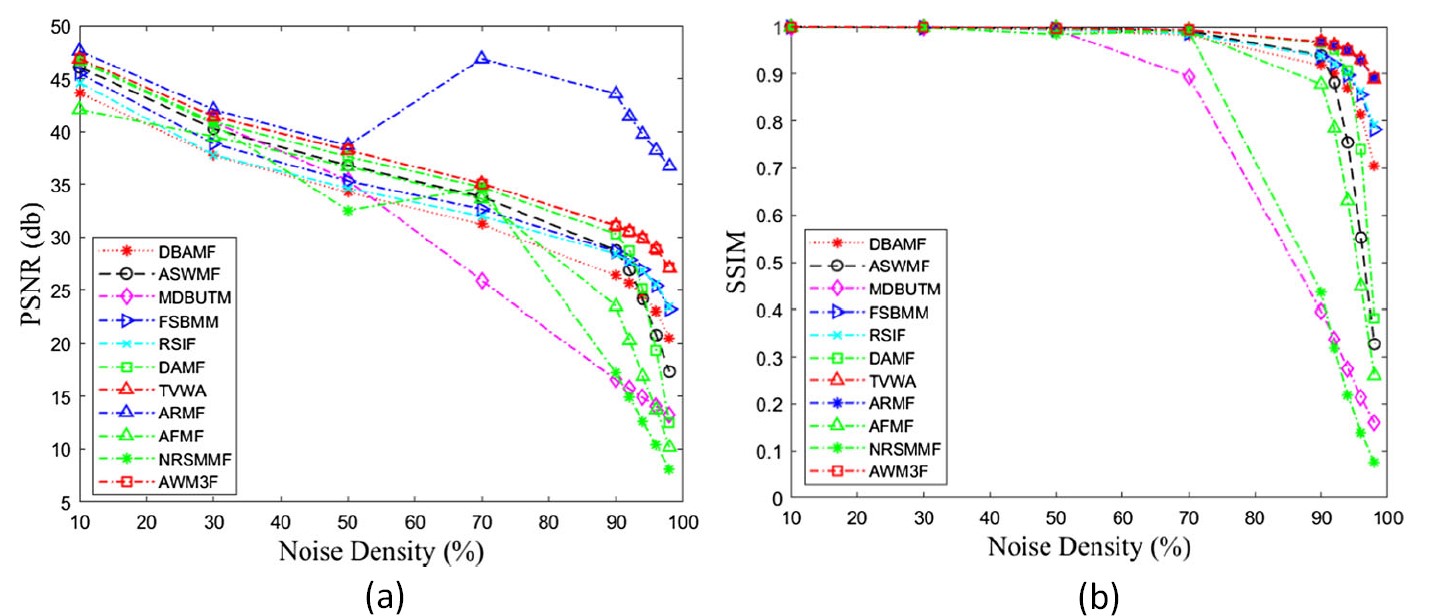 50
45
40
35
30
25
20
15
10
5
PSNR (db)
DBAMF
ASWMF
MDBUTM
FSBMM
RSIF
DAMF
TVWA
ARMF
AFMF
NRSMMF
AWM3F
10 20 30 40 50 60 70 80 90 100
Noise Density (%)
(a)
1
0.9
0.8
0.7
0.6
0.5
0.4
0.3
0.2
0.1
0
SSIM
DBAMF
ASWMF
MDBUTM
FSBMM
RSIF
DAMF
TVWA
ARMF
AFMF
NRSMMF
AWM3F
10 20 30 40 50 60 70 80 90 100
Noise Density (%)
(b)